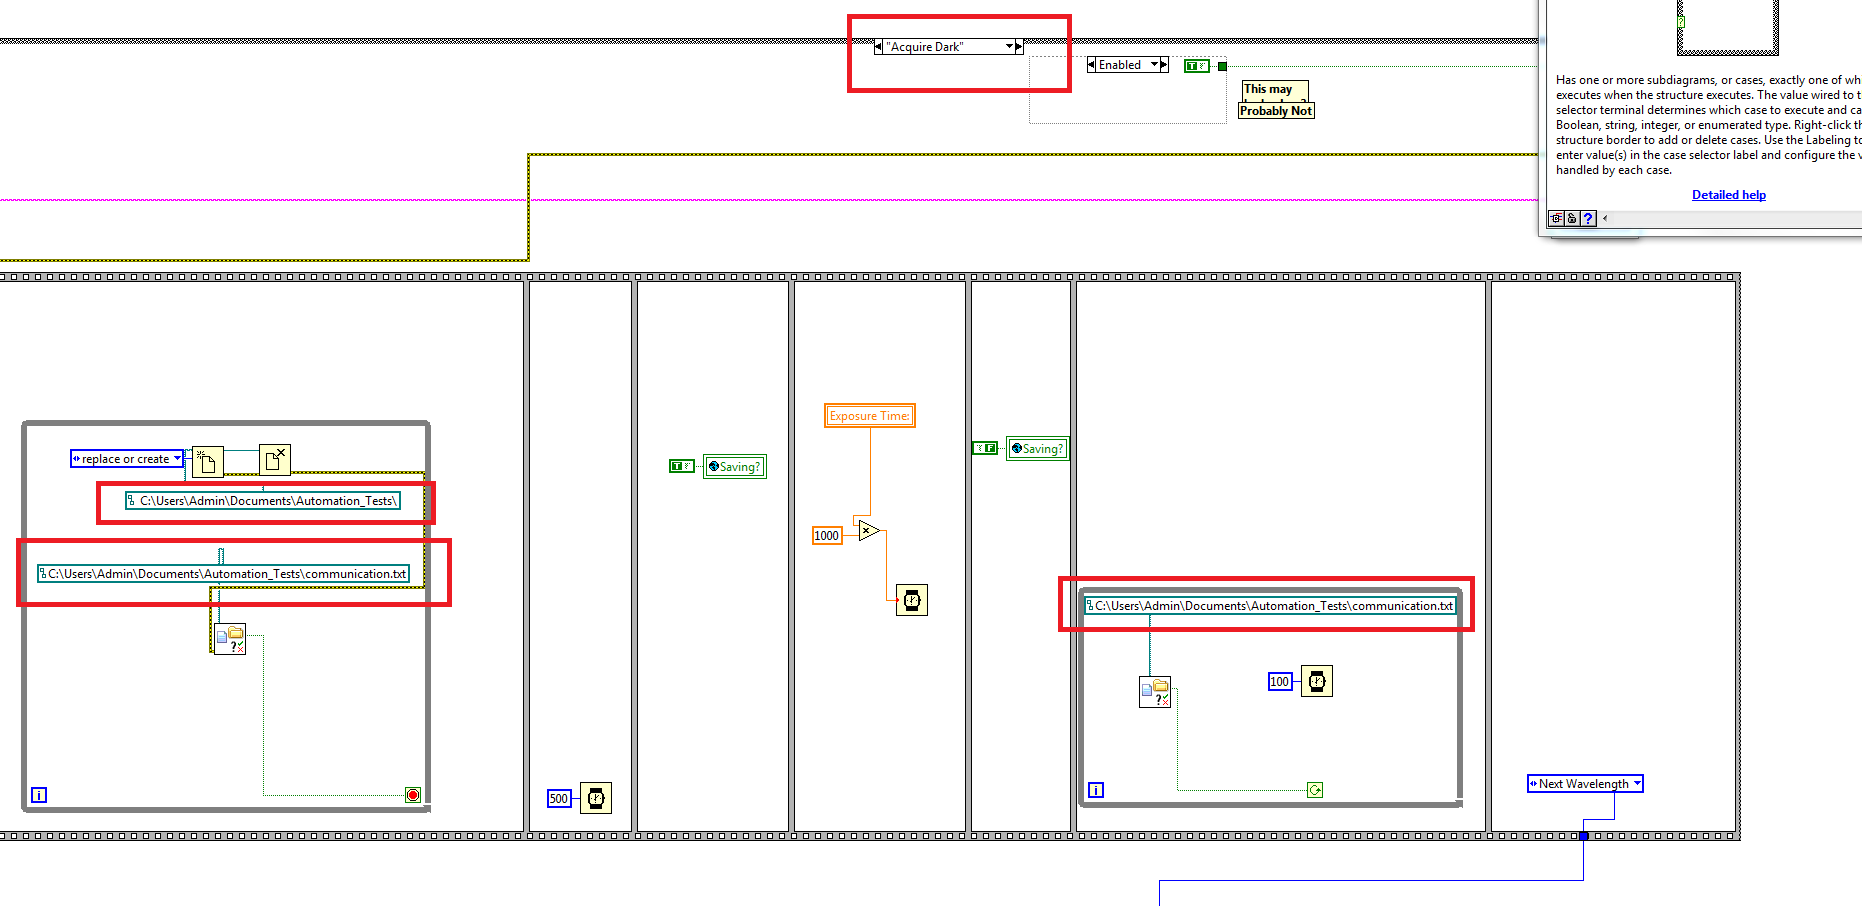 "Acquire Dark"
Enabled
T
This may
Probably Not
Has one or more subdiagrams, or cases, exactly one of wh
executes when the structure executes. The value wired to t
selector terminal determines which case to execute and ca
Boolean, string, integer, or enumerated type. Right-click th
structure border to add or delete cases. Use the Labeling to
enter value(s) in the case selector label and configure the v
handled by each case.
Detailed help
?
replace or create
C:\Users\Admin\Documents\Automation_Tests\
C:\Users\Admin\Documents\Automation_Tests\communication.txt
i
500
T
Saving?
Exposure Time:
1000
x
F
Saving?
C:\Users\Admin\Documents\Automation_Tests\communication.txt
100
i
Next Wavelength